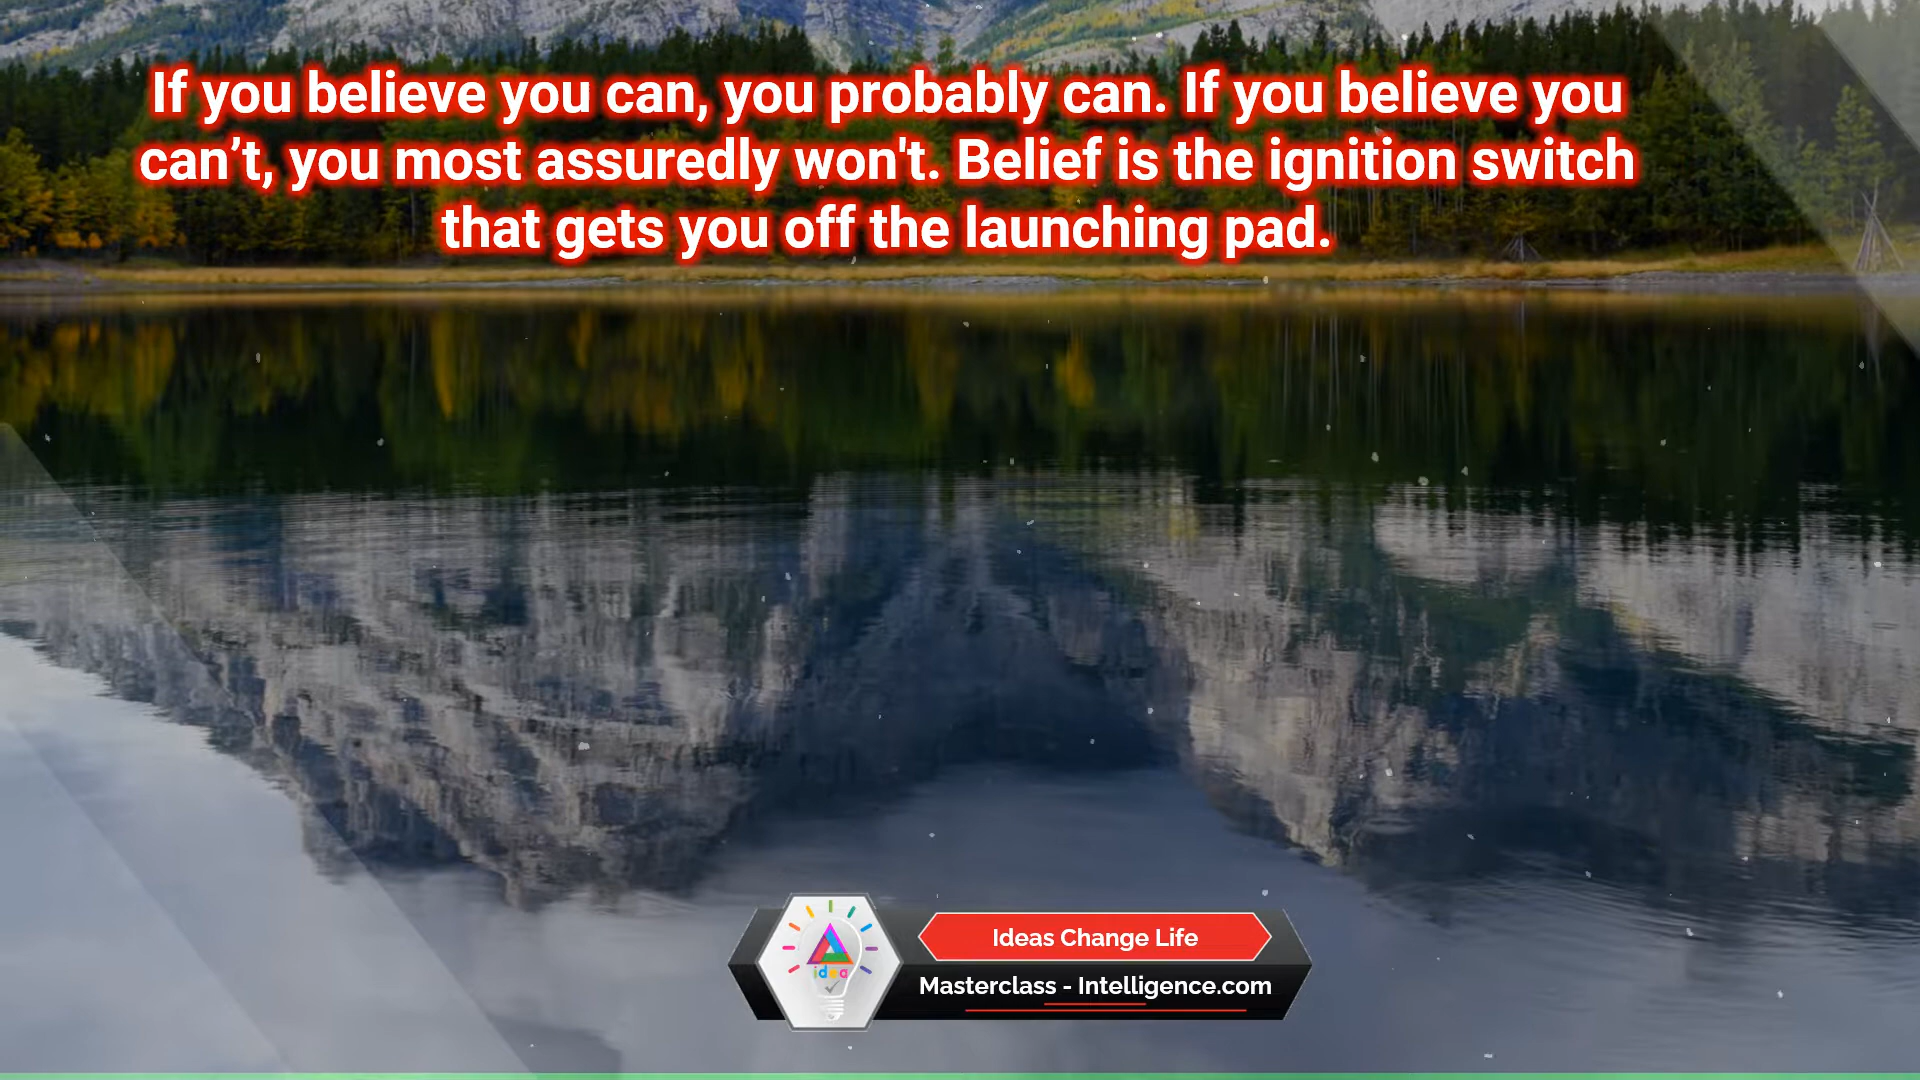 If you believe you can, you probably can. If you believe you
can’t, you most assuredly won't. Belief is the ignition switch
that gets you off the launching pad.
idea
Ideas Change Life
Masterclass - Intelligence.com